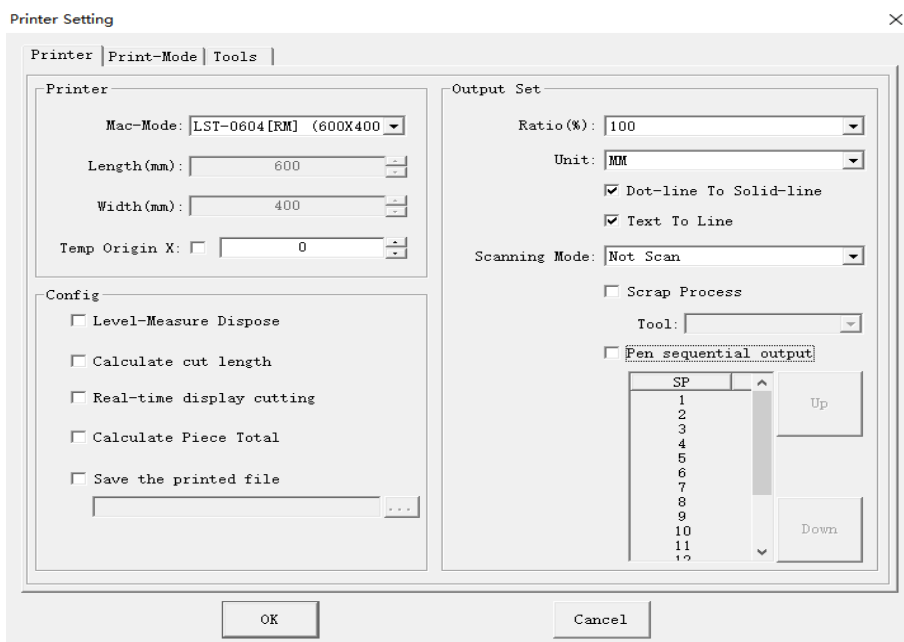 Printer Setting
Printer Print-Mode Tools
Printer
Mac-Mode: LST-0604[RM] (600X400
Length(mm): 600
Width(mm): 400
Temp Origin X: 0
Config
Level-Measure Dispose
Calculate cut length
Real-time display cutting
Calculate Piece Total
Save the printed file
...
Output Set
Ratio(%): 100
Unit: MM
Dot-line To Solid-line
Text To Line
Scanning Mode: Not Scan
Scrap Process
Tool:
Pen sequential output
SP
1
2
3
4
5
6
7
8
9
10
11
12
Up
Down
OK
Cancel